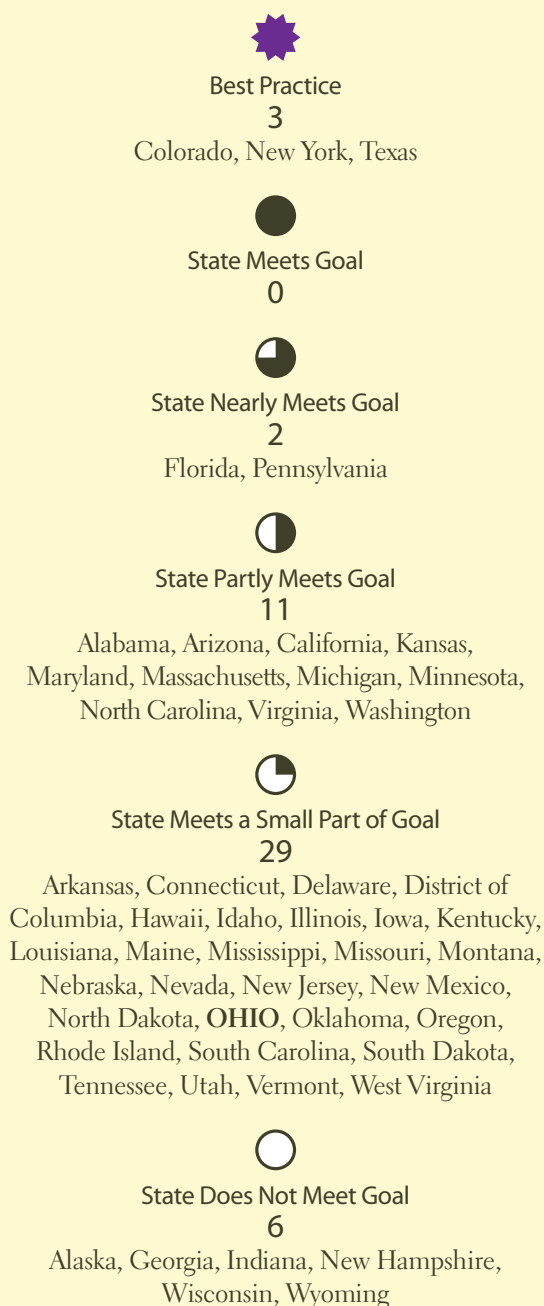 Best Practice
3
Colorado, New York, Texas
State Meets Goal
0
State Nearly Meets Goal
2
Florida, Pennsylvania
State Partly Meets Goal
11
Alabama, Arizona, California, Kansas,
Maryland, Massachusetts, Michigan, Minnesota,
North Carolina, Virginia, Washington
State Meets a Small Part of Goal
29
Arkansas, Connecticut, Delaware, District of
Columbia, Hawaii, Idaho, Illinois, Iowa, Kentucky,
Louisiana, Maine, Mississippi, Missouri, Montana,
Nebraska, Nevada, New Jersey, New Mexico,
North Dakota, OHIO, Oklahoma, Oregon,
Rhode Island, South Carolina, South Dakota,
Tennessee, Utah, Vermont, West Virginia
State Does Not Meet Goal
6
Alaska, Georgia, Indiana, New Hampshire,
Wisconsin, Wyoming